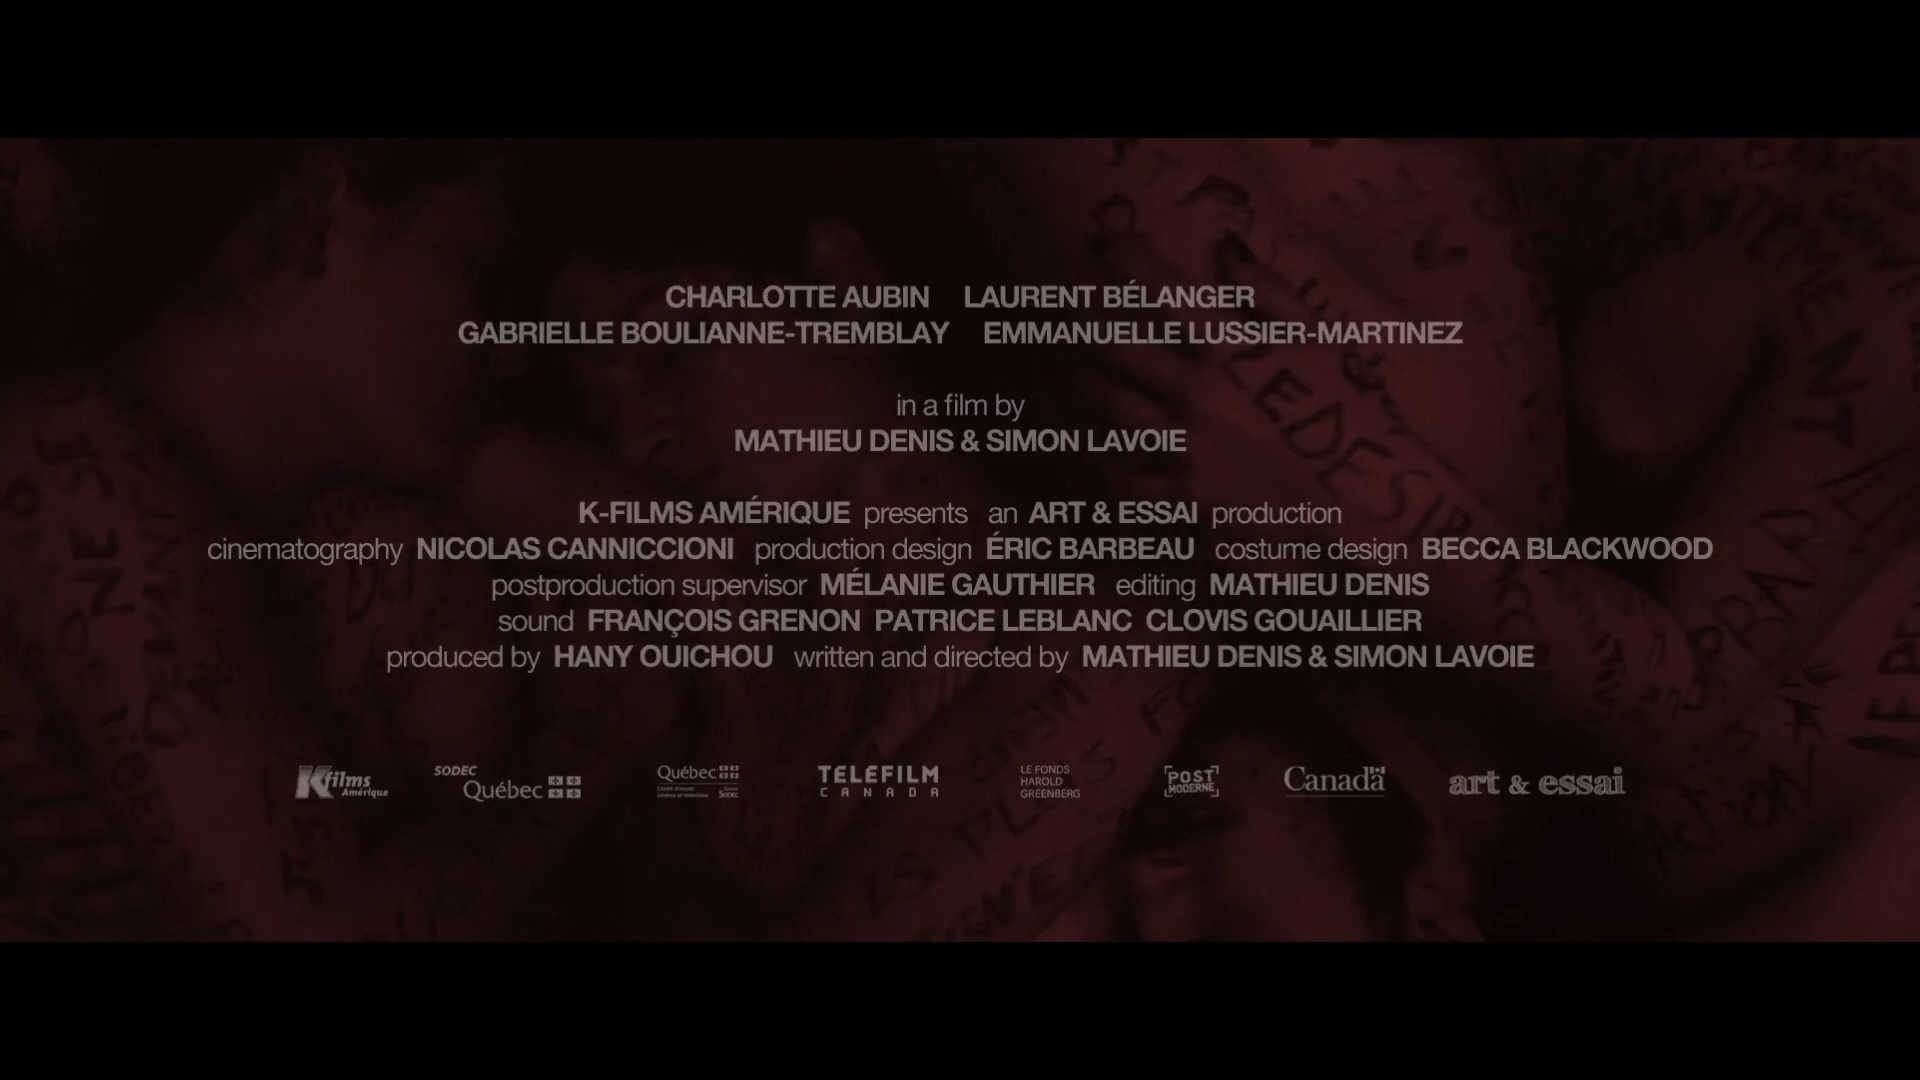 CHARLOTTE AUBIN LAURENT BÉLANGER
GABRIELLE BOULIANNE-TREMBLAY EMMANUELLE LUSSIER-MARTINEZ
in a film by
MATHIEU DENIS & SIMON LAVOIE
K-FILMS AMÉRIQUE presents an ART & ESSAI production
cinematography NICOLAS CANNICCIONI production design ÉRIC BARBEAU costume design BECCA BLACKWOOD
postproduction supervisor MÉLANIE GAUTHIER editing MATHIEU DENIS
sound FRANÇOIS GRENON PATRICE LEBLANC CLOVIS GOUAILLIER
produced by HANY OUICHOU written and directed by MATHIEU DENIS & SIMON LAVOIE
Kfilms Amérique
SODEC Québec
Québec
TELEFILM CANADA
LE FONDS HAROLD GREENBERG
POST MODERNE
Canada
art & essai